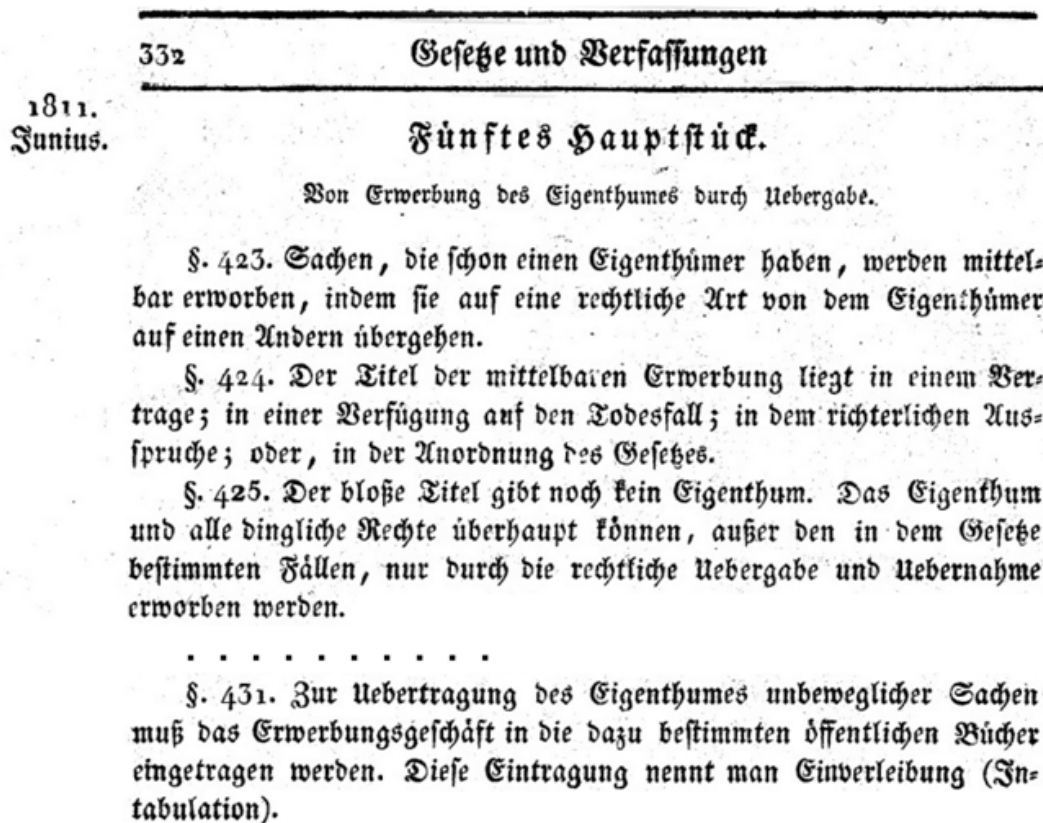 332 Gesetze und Verfassungen
1811.
Junius.
Fünftes Hauptstück.
Von Erwerbung des Eigenthumes durch Uebergabe.
§. 423. Sachen, die schon einen Eigenthümer haben, werden mittel-
bar erworben, indem sie auf eine rechtliche Art von dem Eigenthümer
auf einen Andern übergehen.
§. 424. Der Titel der mittelbaren Erwerbung liegt in einem Ver-
trage; in einer Verfügung auf den Todesfall; in dem richterlichen Aus-
spruche; oder, in der Anordnung des Gesetzes.
§. 425. Der bloße Titel gibt noch kein Eigenthum. Das Eigenthum
und alle dingliche Rechte überhaupt können, außer den in dem Gesetze
bestimmten Fällen, nur durch die rechtliche Uebergabe und Uebernahme
erworben werden.
. . . . . . . . . .
§. 431. Zur Uebertragung des Eigenthumes unbeweglicher Sachen
muß das Erwerbungsgeschäft in die dazu bestimmten öffentlichen Bücher
eingetragen werden. Diese Eintragung nennt man Einverleibung (In-
tabulation).